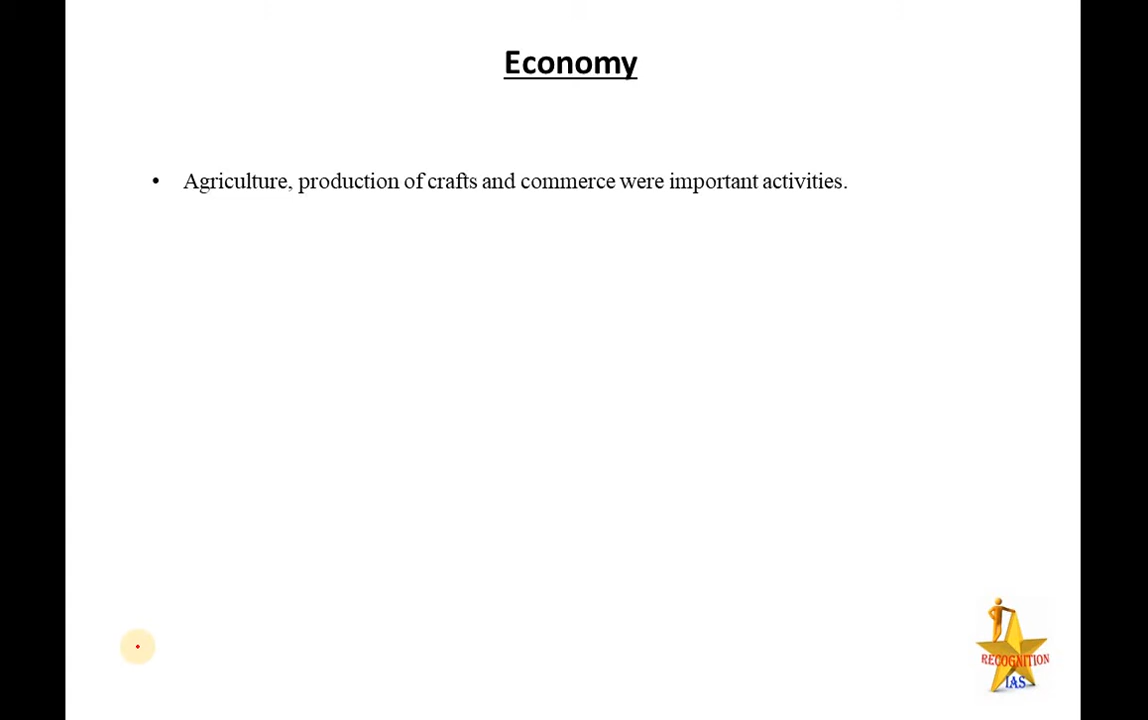 Economy
• Agriculture, production of crafts and commerce were important activities.
RECOGNITION
IAS